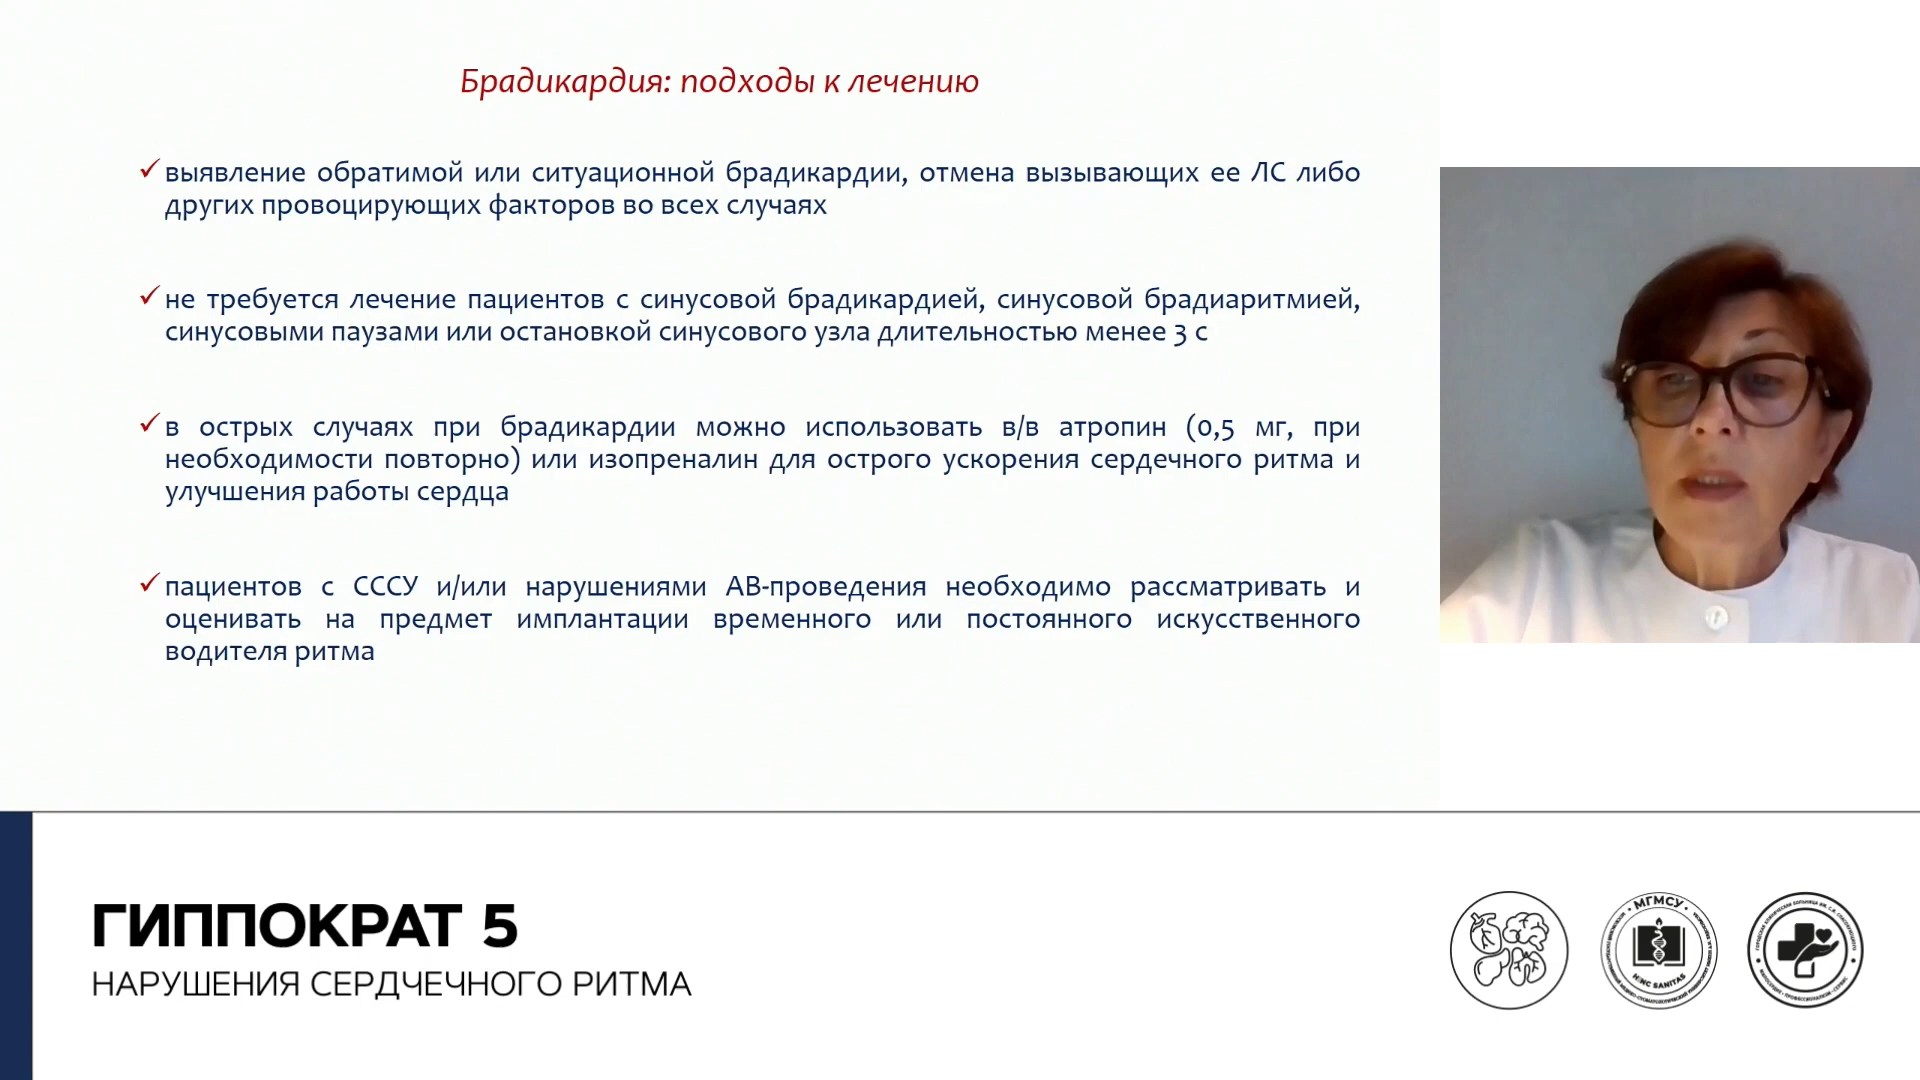 Брадикардия: подходы к лечению
✓ выявление обратимой или ситуационной брадикардии, отмена вызывающих ее ЛС либо
других провоцирующих факторов во всех случаях
✓ не требуется лечение пациентов с синусовой брадикардией, синусовой брадиаритмией,
синусовыми паузами или остановкой синусового узла длительностью менее 3 с
✓ в острых случаях при брадикардии можно использовать в/в атропин (0,5 мг, при
необходимости повторно) или изопреналин для острого ускорения сердечного ритма и
улучшения работы сердца
✓ пациентов с СССУ и/или нарушениями АВ-проведения необходимо рассматривать и
оценивать на предмет имплантации временного или постоянного искусственного
водителя ритма
ГИППОКРАТ 5
НАРУШЕНИЯ СЕРДЧЕЧНОГО РИТМА
МГМСУ
SANITAS